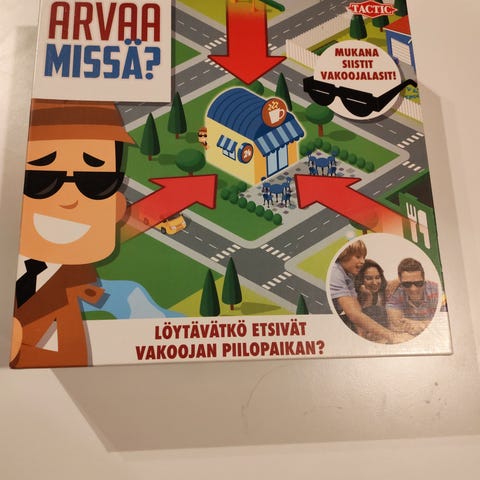 ARVAA
MISSÄ?
TACTIC
MUKANA
SIISTIT
VAKOOJALASIT!
LÖYTÄVÄTKÖ ETSIVÄT
VAKOOJAN PIILOPAIKAN?